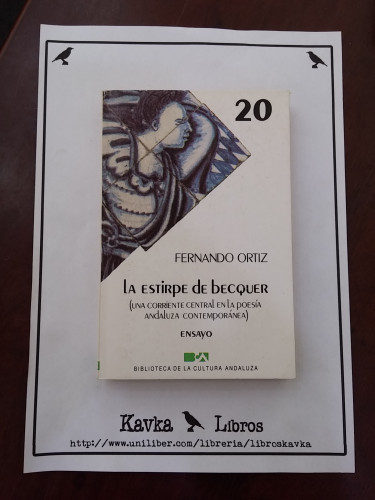 20
FERNANDO ORTIZ
LA ESTIRPE DE BECQUER
(UNA CORRIENTE CENTRAL EN LA POESÍA
ANDALUZA CONTEMPORÁNEA)
ENSAYO
BIBLIOTECA DE LA CULTURA ANDALUZA
Kavka Libros
http://www.uniliber.com/libreria/libroskavka